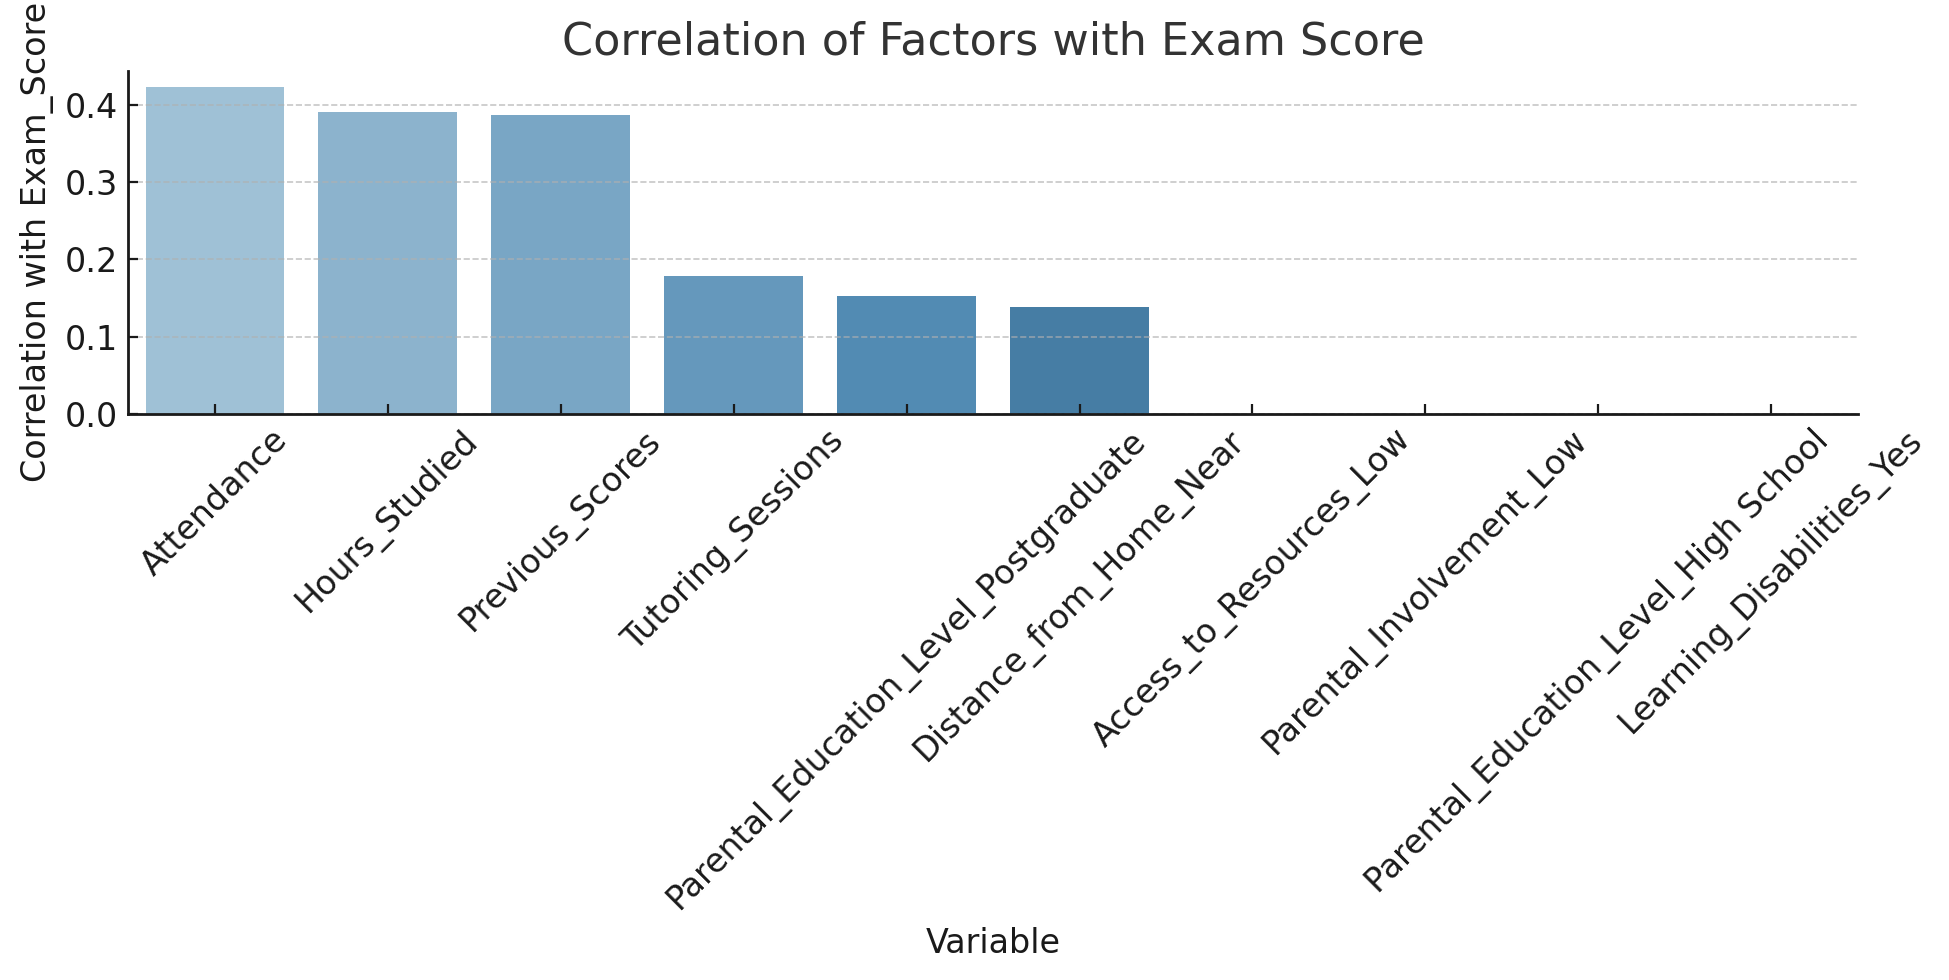 Correlation of Factors with Exam Score
Correlation with Exam_Score
0.4
0.3
0.2
0.1
0.0
Attendance
Hours_Studied
Previous_Scores
Tutoring_Sessions
Parental_Education_Level_Postgraduate
Distance_from_Home_Near
Access_to_Resources_Low
Parental_Involvement_Low
Parental_Education_Level_High School
Learning_Disabilities_Yes
Variable